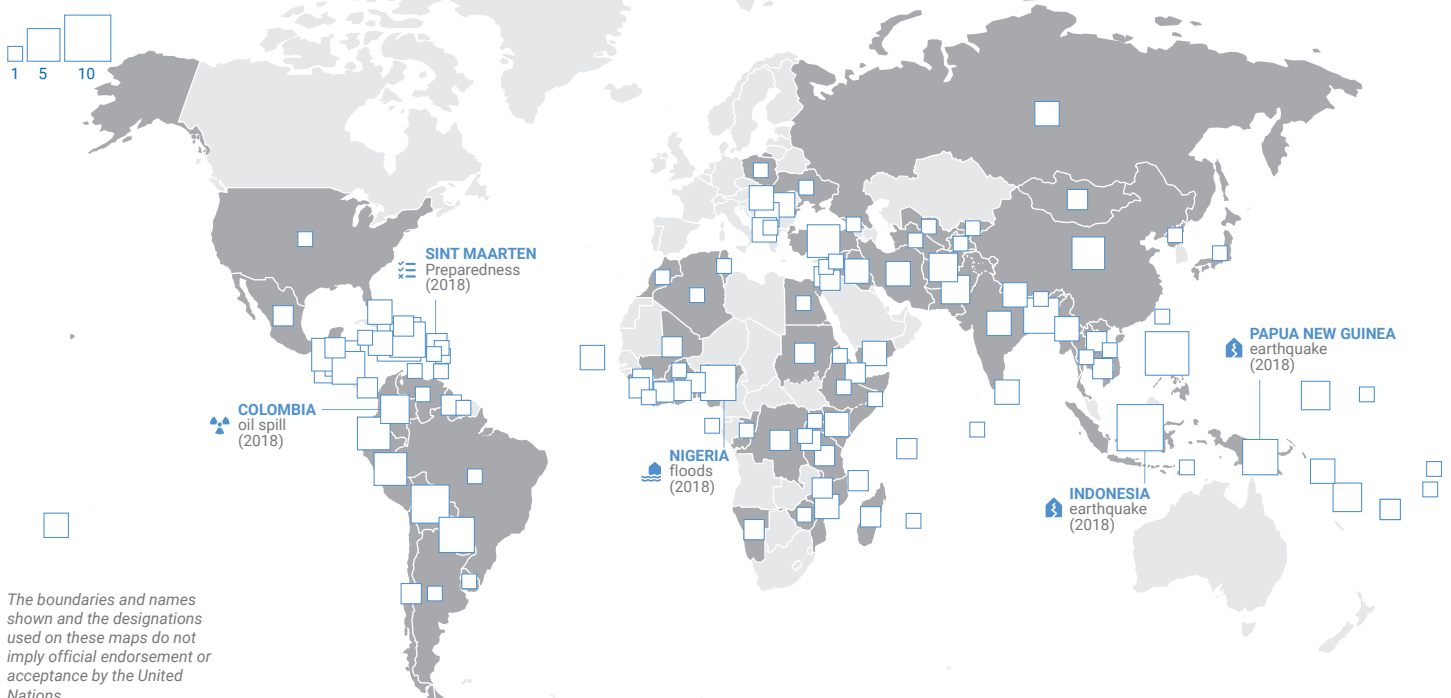 1 5 10
SINT MAARTEN
Preparedness
(2018)
COLOMBIA
oil spill
(2018)
NIGERIA
floods
(2018)
INDONESIA
earthquake
(2018)
PAPUA NEW GUINEA
earthquake
(2018)
The boundaries and names
shown and the designations
used on these maps do not
imply official endorsement or
acceptance by the United
Nations